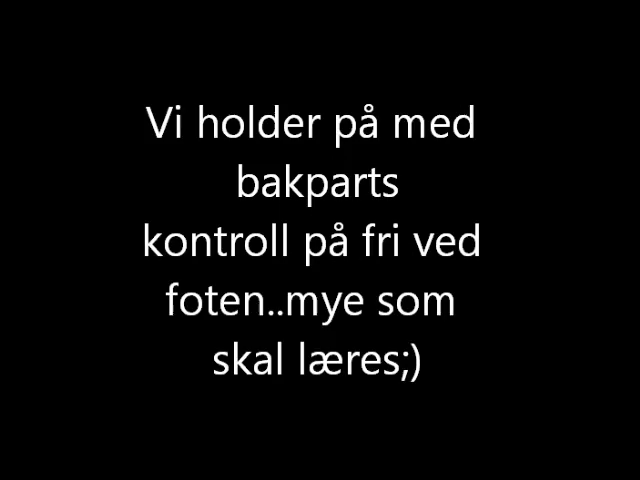 Vi holder på med
bakparts
kontroll på fri ved
foten..mye som
skal læres;)